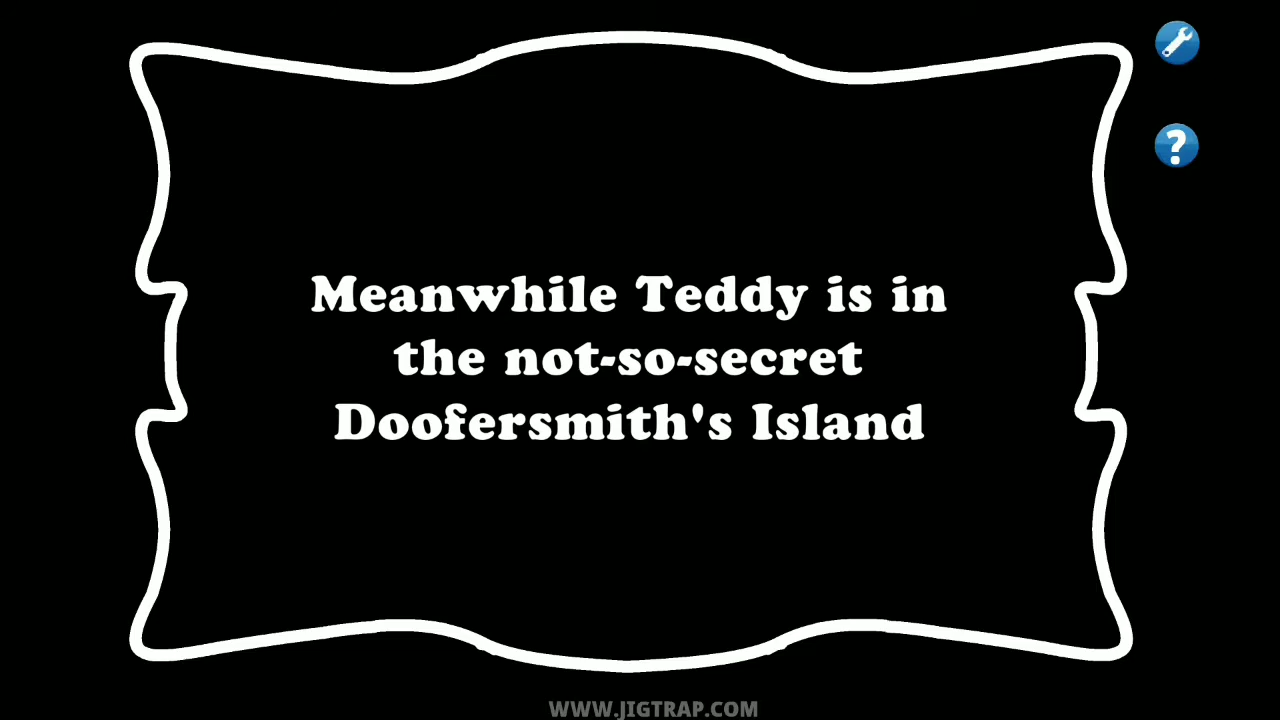 Meanwhile Teddy is in
the not-so-secret
Doofersmith's Island
WWW.JIGTRAP.COM